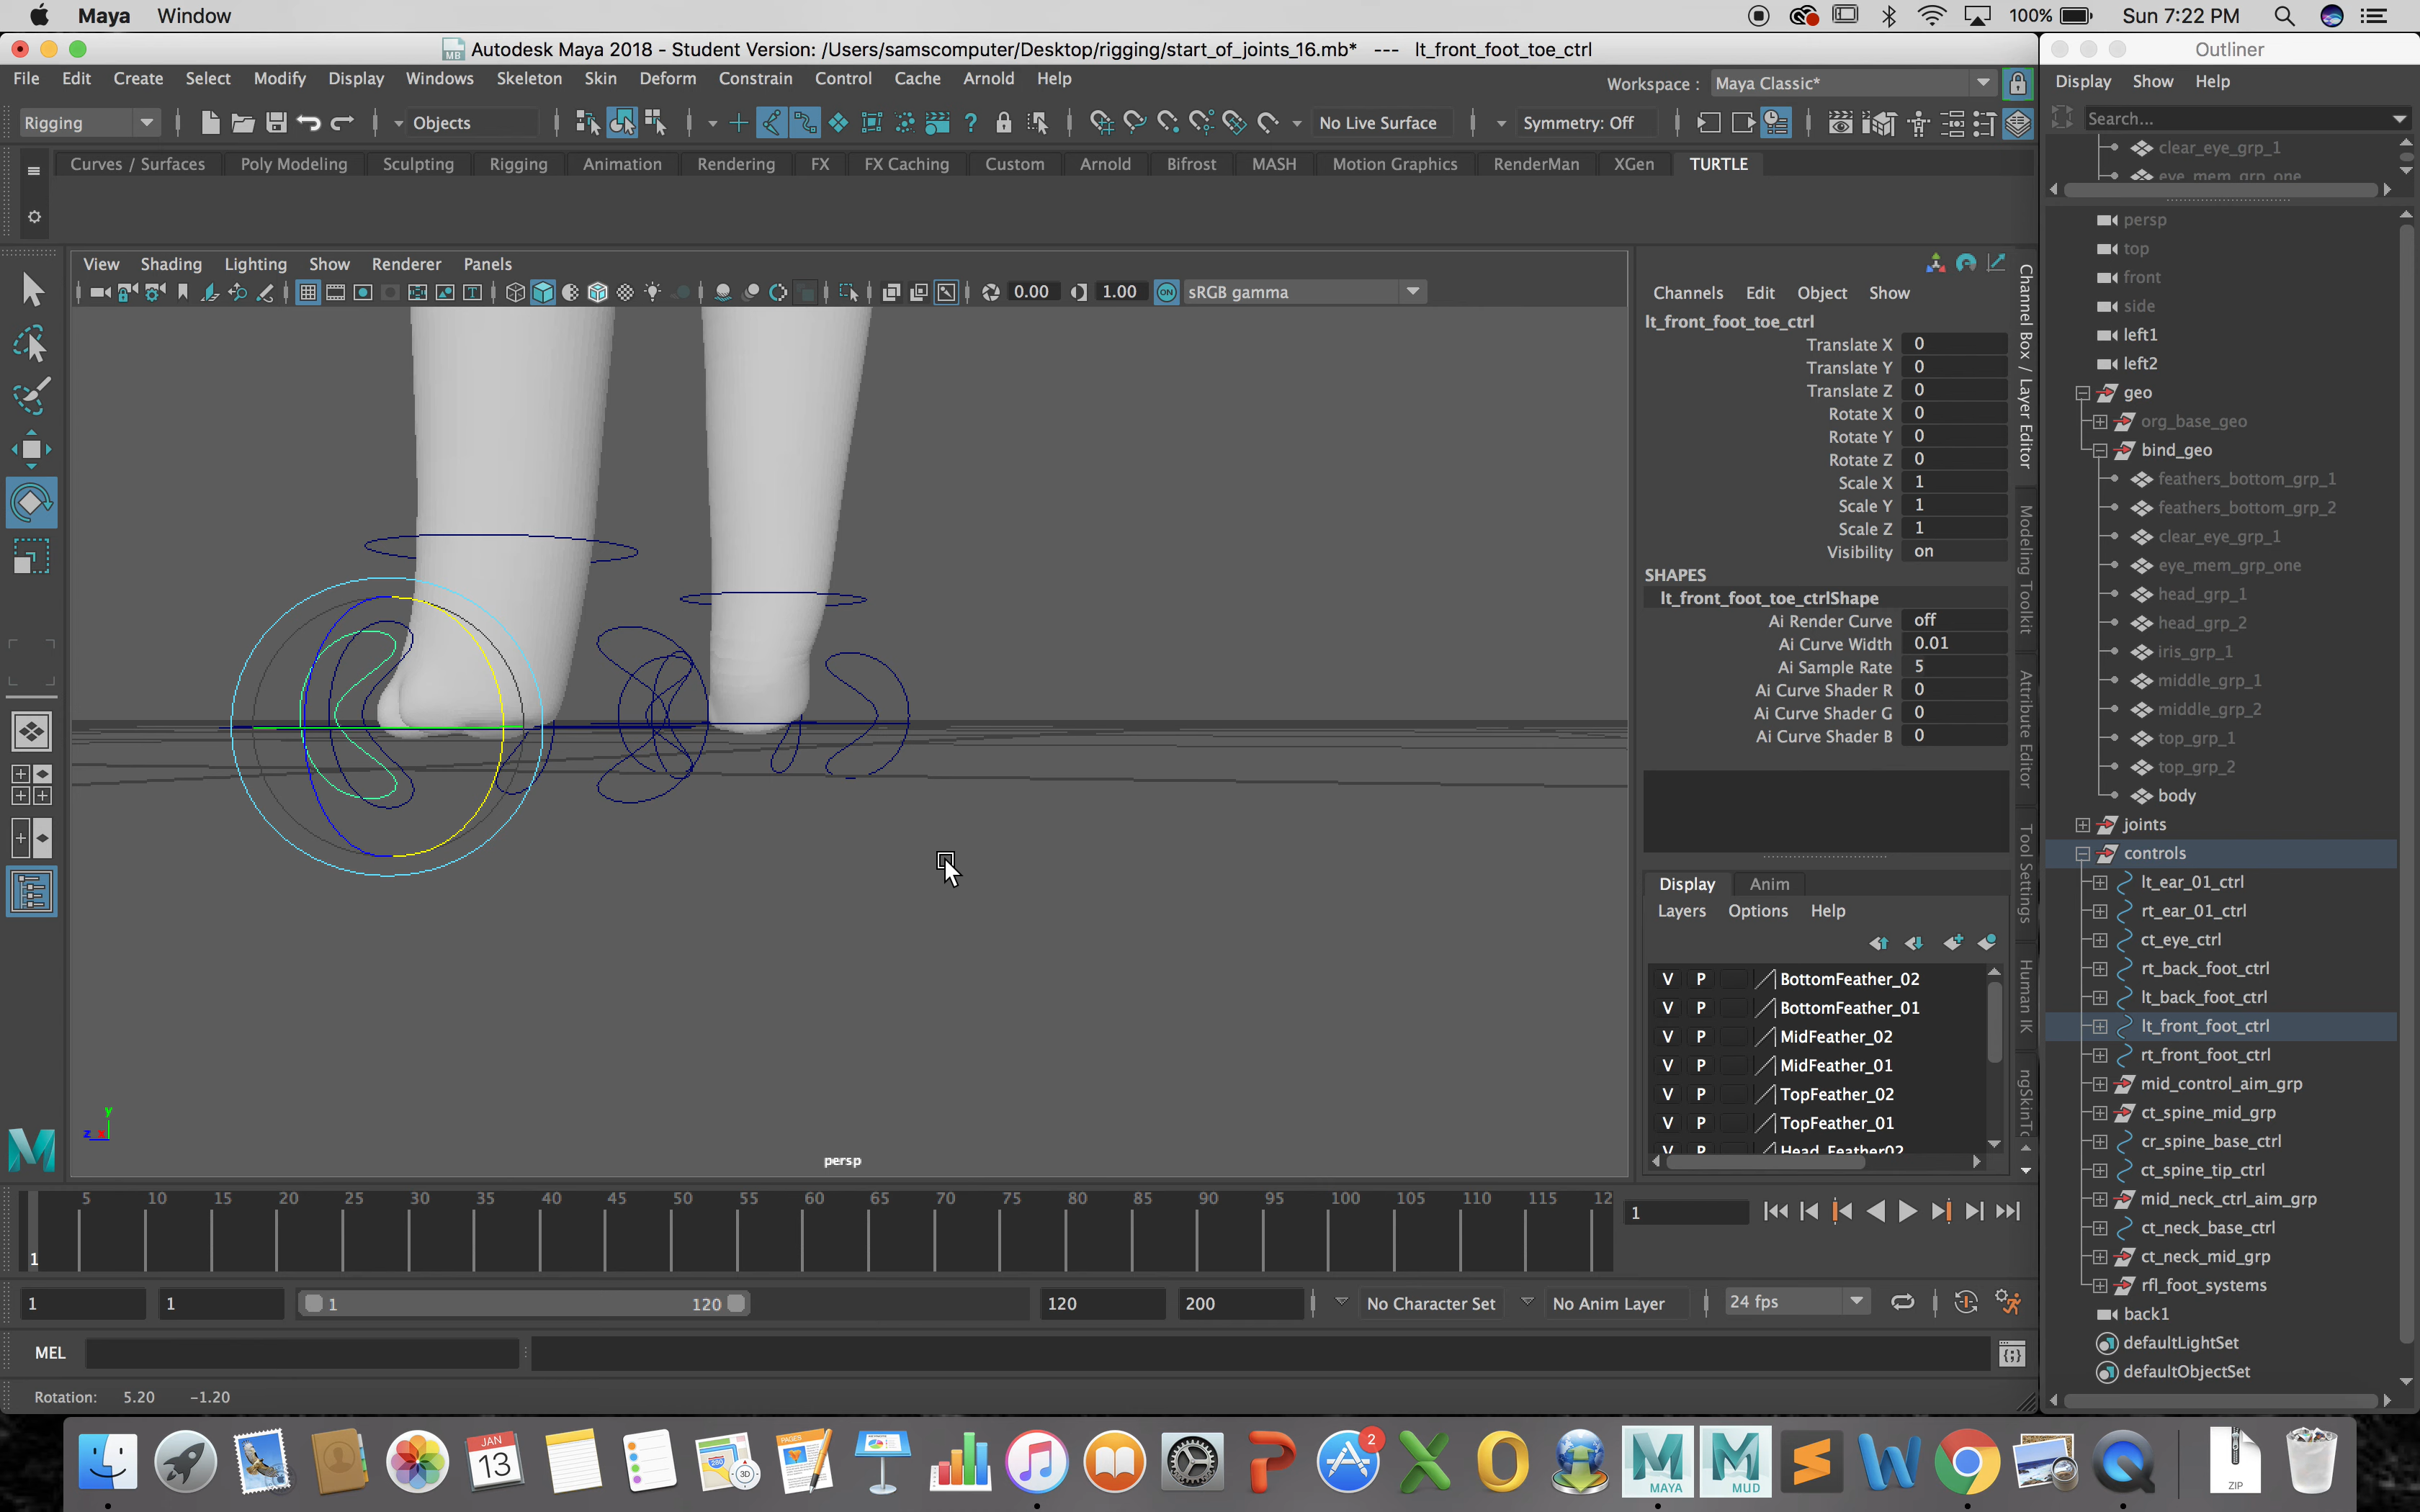 Maya Window 100% Sun 7:22 PM
Autodesk Maya 2018 - Student Version: /Users/samscomputer/Desktop/rigging/start_of_joints_16.mb* --- lt_front_foot_toe_ctrl
File Edit Create Select Modify Display Windows Skeleton Skin Deform Constrain Control Cache Arnold Help
Workspace : Maya Classic*
Rigging Objects No Live Surface Symmetry: Off
Curves / Surfaces Poly Modeling Sculpting Rigging Animation Rendering FX FX Caching Custom Arnold Bifrost MASH Motion Graphics RenderMan XGen TURTLE
View Shading Lighting Show Renderer Panels
0.00 1.00 ON sRGB gamma
y
z x
persp
Channels Edit Object Show
lt_front_foot_toe_ctrl
Translate X 0
Translate Y 0
Translate Z 0
Rotate X 0
Rotate Y 0
Rotate Z 0
Scale X 1
Scale Y 1
Scale Z 1
Visibility on
SHAPES
lt_front_foot_toe_ctrlShape
Ai Render Curve off
Ai Curve Width 0.01
Ai Sample Rate 5
Ai Curve Shader R 0
Ai Curve Shader G 0
Ai Curve Shader B 0
Display Anim
Layers Options Help
V P BottomFeather_02
V P BottomFeather_01
V P MidFeather_02
V P MidFeather_01
V P TopFeather_02
V P TopFeather_01
V P Head_Feather02
Channel Box / Layer Editor
Modeling Toolkit
Attribute Editor
Tool Settings
Human IK
ngSkinTc
Outliner
Display Show Help
Search...
clear_eye_grp_1
eye_mem_grp_one
persp
top
front
side
left1
left2
geo
org_base_geo
bind_geo
feathers_bottom_grp_1
feathers_bottom_grp_2
clear_eye_grp_1
eye_mem_grp_one
head_grp_1
head_grp_2
iris_grp_1
middle_grp_1
middle_grp_2
top_grp_1
top_grp_2
body
joints
controls
lt_ear_01_ctrl
rt_ear_01_ctrl
ct_eye_ctrl
rt_back_foot_ctrl
lt_back_foot_ctrl
lt_front_foot_ctrl
rt_front_foot_ctrl
mid_control_aim_grp
ct_spine_mid_grp
cr_spine_base_ctrl
ct_spine_tip_ctrl
mid_neck_ctrl_aim_grp
ct_neck_base_ctrl
ct_neck_mid_grp
rfl_foot_systems
back1
defaultLightSet
defaultObjectSet
5 10 15 20 25 30 35 40 45 50 55 60 65 70 75 80 85 90 95 100 105 110 115 12
1
1
1 1 1 120 120 200 No Character Set No Anim Layer 24 fps
MEL
Rotation: 5.20 -1.20
JAN
13
280
3D
PAGES
2
MAYA
MUD
ZIP